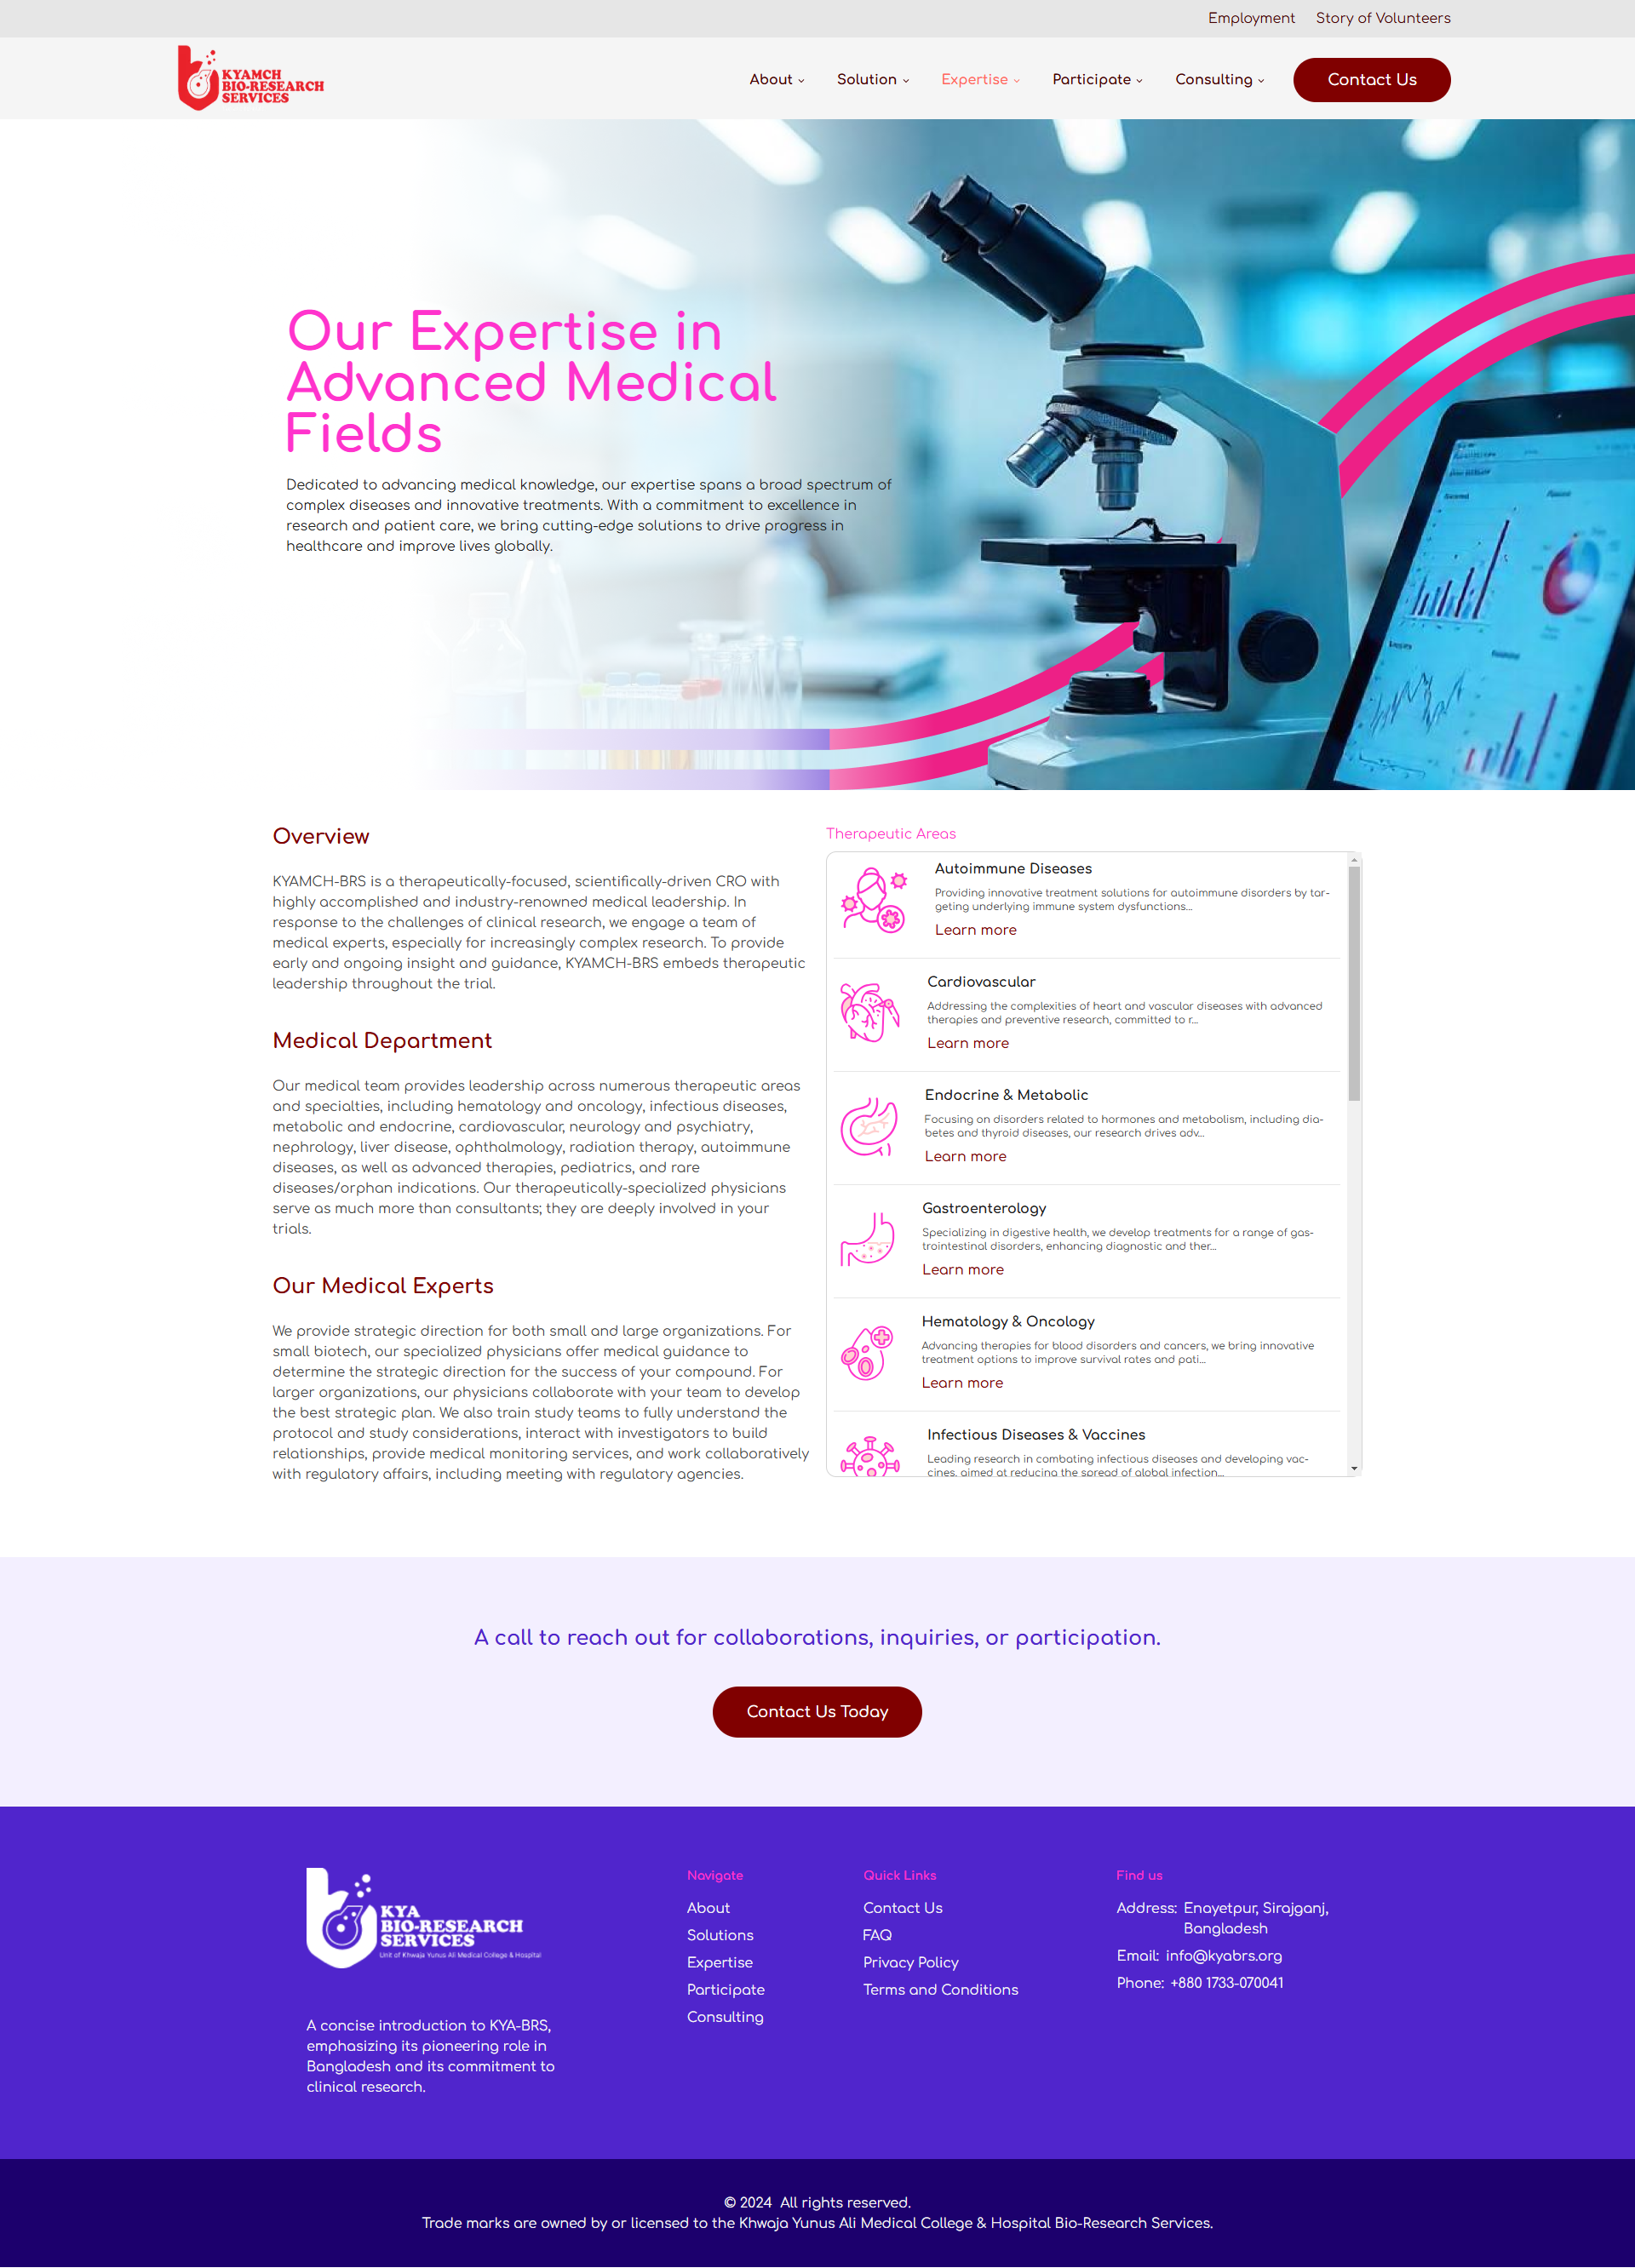 Employment Story of Volunteers
KYAMCH
BIO-RESEARCH
SERVICES
About Solution Expertise Participate Consulting Contact Us
Our Expertise in
Advanced Medical
Fields
Dedicated to advancing medical knowledge, our expertise spans a broad spectrum of
complex diseases and innovative treatments. With a commitment to excellence in
research and patient care, we bring cutting-edge solutions to drive progress in
healthcare and improve lives globally.
Overview
KYAMCH-BRS is a therapeutically-focused, scientifically-driven CRO with
highly accomplished and industry-renowned medical leadership. In
response to the challenges of clinical research, we engage a team of
medical experts, especially for increasingly complex research. To provide
early and ongoing insight and guidance, KYAMCH-BRS embeds therapeutic
leadership throughout the trial.
Medical Department
Our medical team provides leadership across numerous therapeutic areas
and specialties, including hematology and oncology, infectious diseases,
metabolic and endocrine, cardiovascular, neurology and psychiatry,
nephrology, liver disease, ophthalmology, radiation therapy, autoimmune
diseases, as well as advanced therapies, pediatrics, and rare
diseases/orphan indications. Our therapeutically-specialized physicians
serve as much more than consultants; they are deeply involved in your
trials.
Our Medical Experts
We provide strategic direction for both small and large organizations. For
small biotech, our specialized physicians offer medical guidance to
determine the strategic direction for the success of your compound. For
larger organizations, our physicians collaborate with your team to develop
the best strategic plan. We also train study teams to fully understand the
protocol and study considerations, interact with investigators to build
relationships, provide medical monitoring services, and work collaboratively
with regulatory affairs, including meeting with regulatory agencies.
Therapeutic Areas
Autoimmune Diseases
Providing innovative treatment solutions for autoimmune disorders by tar-
geting underlying immune system dysfunctions...
Learn more
Cardiovascular
Addressing the complexities of heart and vascular diseases with advanced
therapies and preventive research, committed to r...
Learn more
Endocrine & Metabolic
Focusing on disorders related to hormones and metabolism, including dia-
betes and thyroid diseases, our research drives adv...
Learn more
Gastroenterology
Specializing in digestive health, we develop treatments for a range of gas-
trointestinal disorders, enhancing diagnostic and ther...
Learn more
Hematology & Oncology
Advancing therapies for blood disorders and cancers, we bring innovative
treatment options to improve survival rates and pati...
Learn more
Infectious Diseases & Vaccines
Leading research in combating infectious diseases and developing vac-
cines, aimed at reducing the spread of global infection...
A call to reach out for collaborations, inquiries, or participation.
Contact Us Today
KYA
BIO-RESEARCH
SERVICES
Unit of Khwaja Yunus Ali Medical College & Hospital
A concise introduction to KYA-BRS,
emphasizing its pioneering role in
Bangladesh and its commitment to
clinical research.
Navigate
About
Solutions
Expertise
Participate
Consulting
Quick Links
Contact Us
FAQ
Privacy Policy
Terms and Conditions
Find us
Address: Enayetpur, Sirajganj,
Bangladesh
Email: info@kyabrs.org
Phone: +880 1733-070041
© 2024 All rights reserved.
Trade marks are owned by or licensed to the Khwaja Yunus Ali Medical College & Hospital Bio-Research Services.